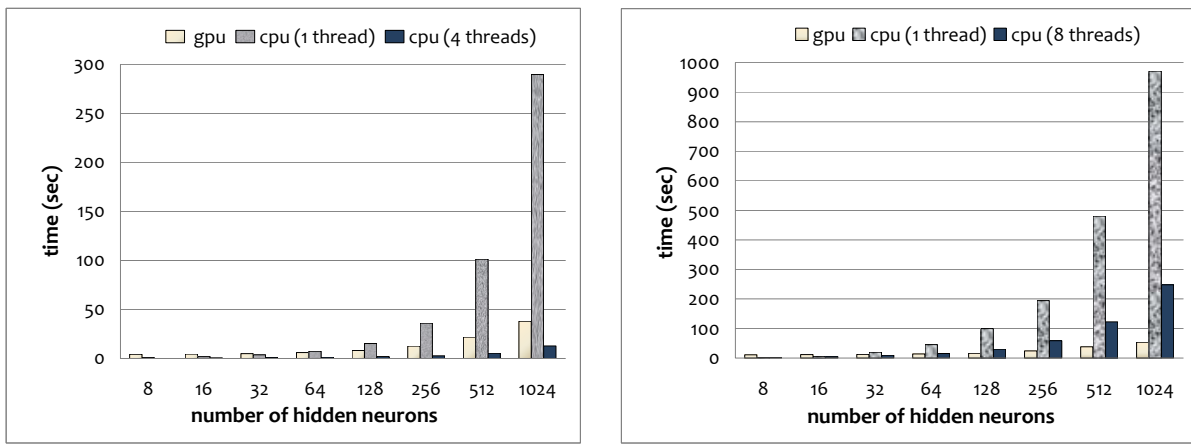 gpu cpu (1 thread) cpu (4 threads)
300
250
200
150
100
50
0
time (sec)
8 16 32 64 128 256 512 1024
number of hidden neurons
gpu cpu (1 thread) cpu (8 threads)
1000
900
800
700
600
500
400
300
200
100
0
time (sec)
8 16 32 64 128 256 512 1024
number of hidden neurons